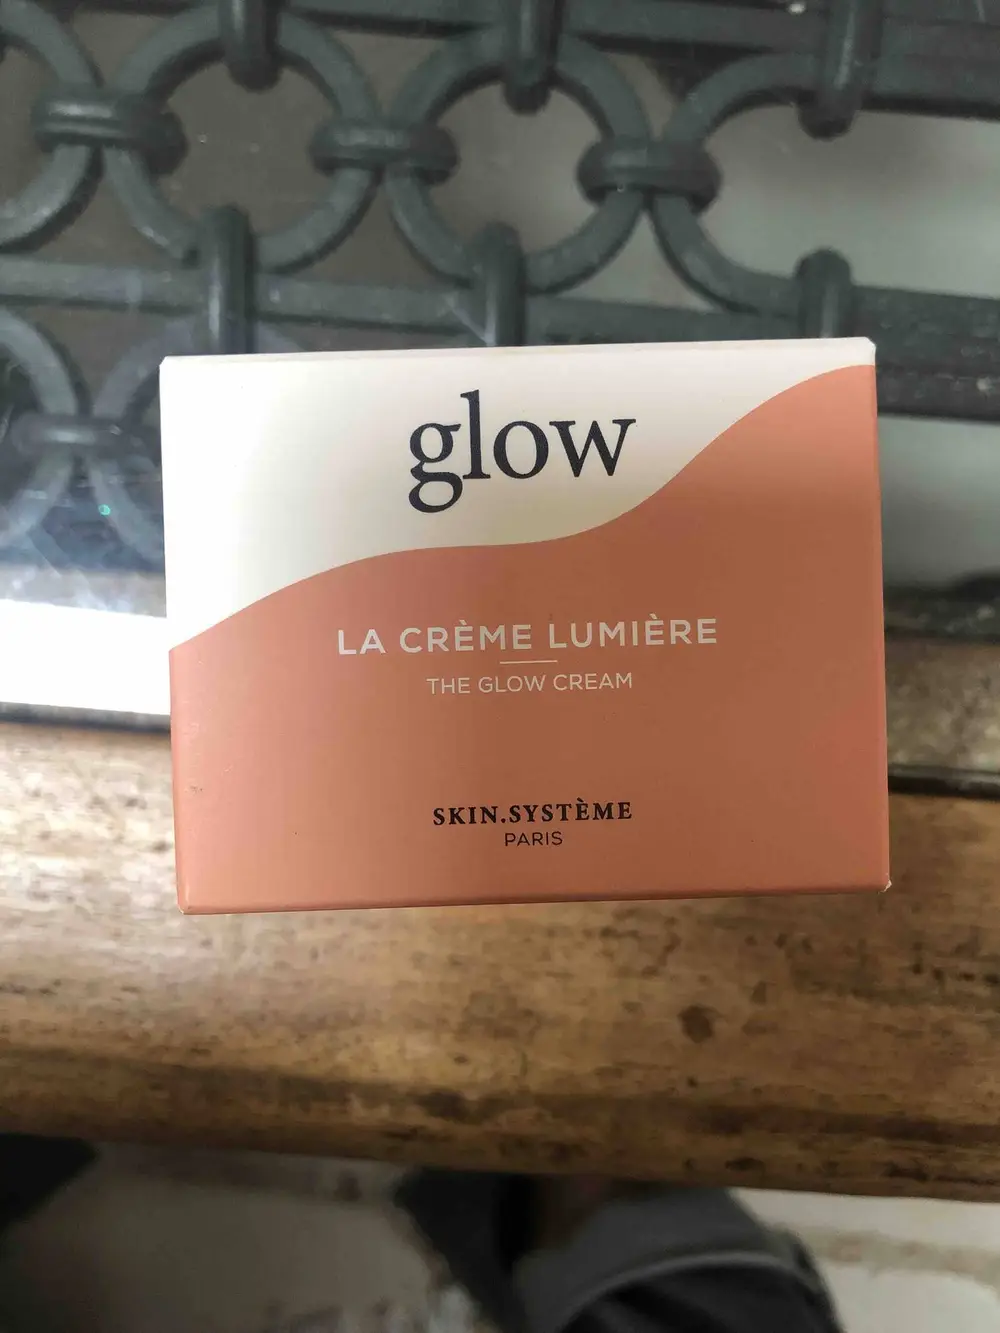 glow
LA CRÈME LUMIÈRE
THE GLOW CREAM
SKIN.SYSTÈME
PARIS